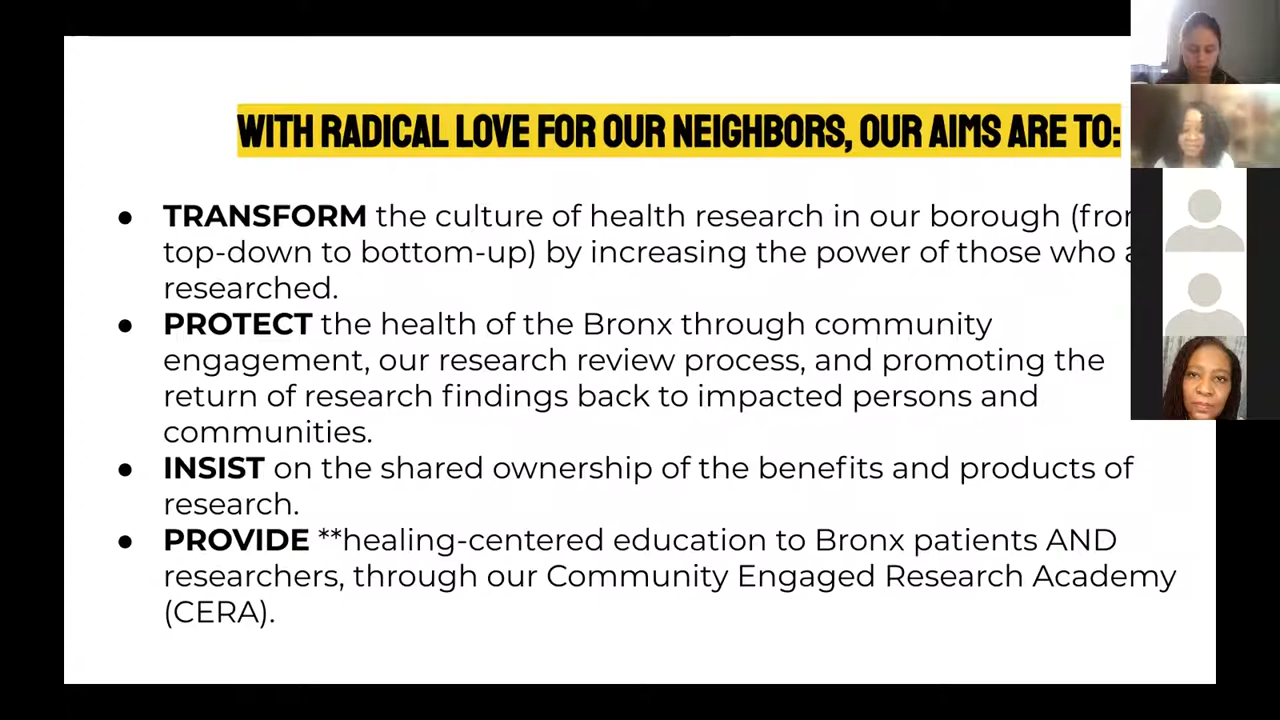 WITH RADICAL LOVE FOR OUR NEIGHBORS, OUR AIMS ARE TO:
● TRANSFORM the culture of health research in our borough
top-down to bottom-up) by increasing the power of those who
researched.
● PROTECT the health of the Bronx through community
engagement, our research review process, and promoting the
return of research findings back to impacted persons and
communities.
● INSIST on the shared ownership of the benefits and products of
research.
● PROVIDE **healing-centered education to Bronx patients AND
researchers, through our Community Engaged Research Academy
(CERA).